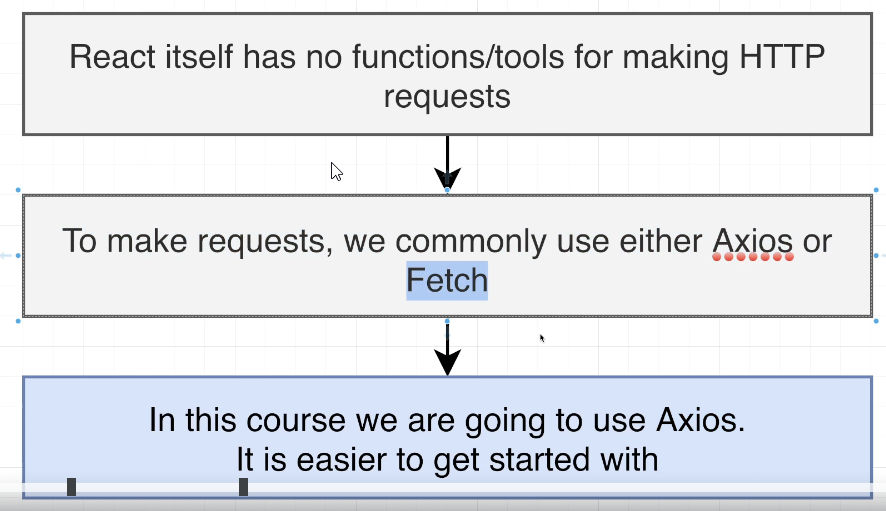 React itself has no functions/tools for making HTTP
requests
To make requests, we commonly use either Axios or
Fetch
In this course we are going to use Axios.
It is easier to get started with